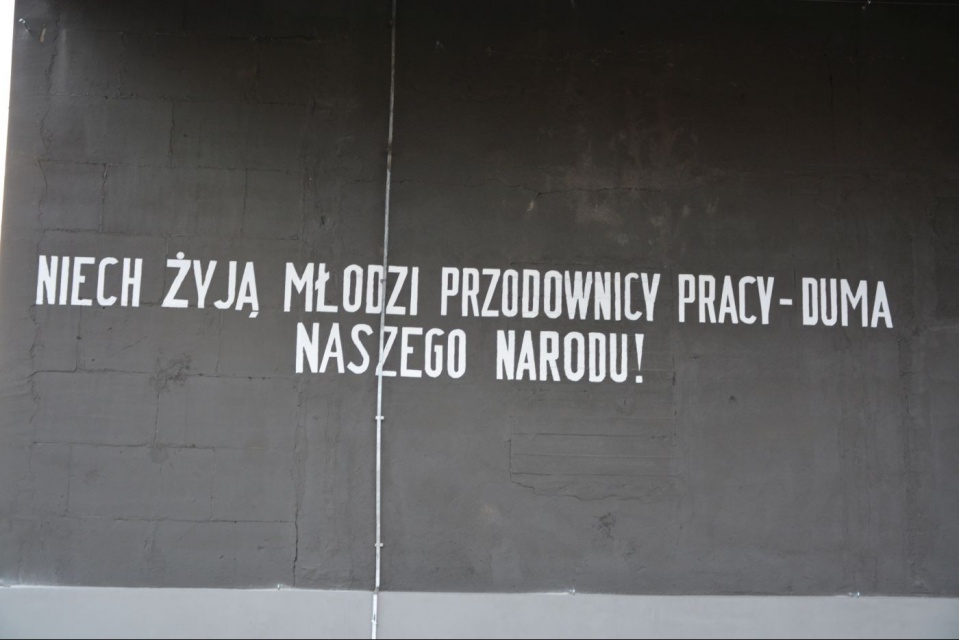 NIECH ŻYJĄ MŁODZI PRZODOWNICY PRACY-DUMA
NASZEGO NARODU!